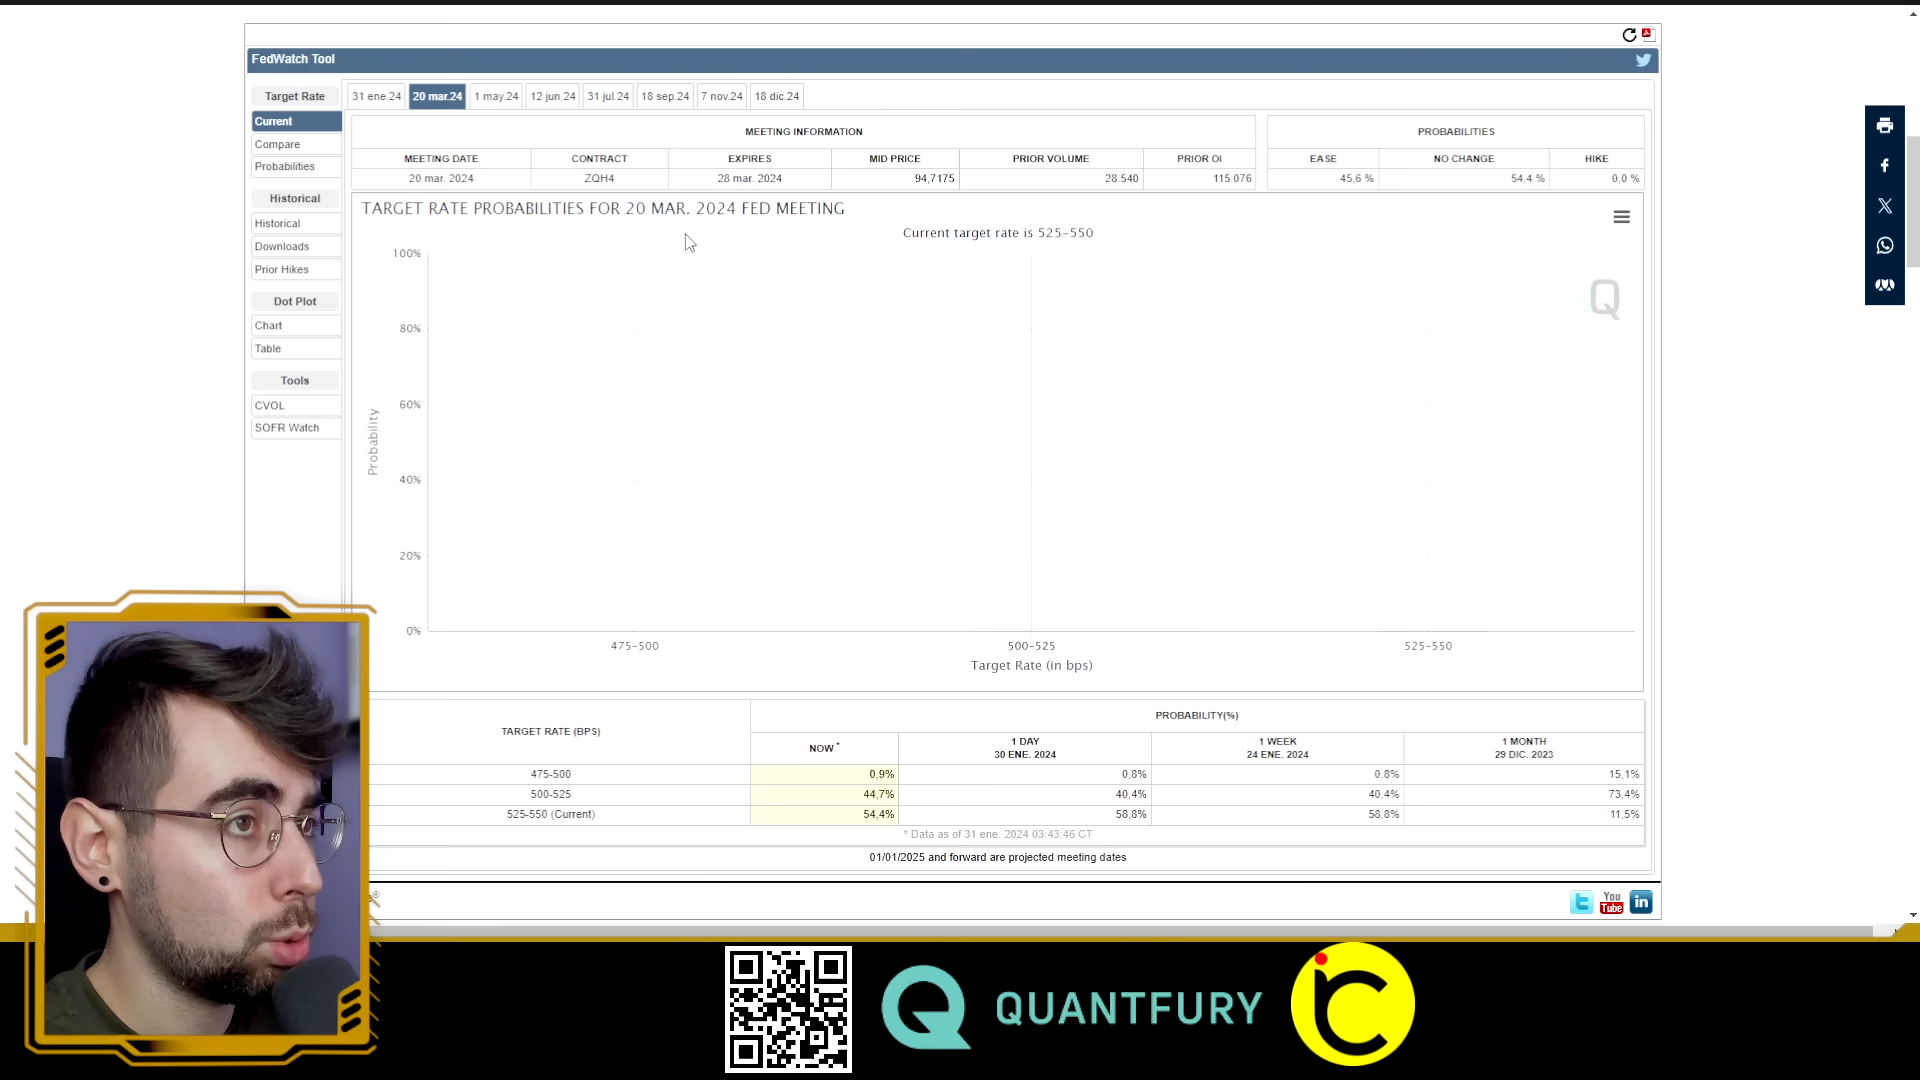 FedWatch Tool
Target Rate
31 ene.24
20 mar.24
1 may.24
12 jun.24
31 jul.24
18 sep.24
7 nov.24
18 dic.24
Current
Compare
Probabilities
Historical
Historical
Downloads
Prior Hikes
Dot Plot
Chart
Table
Tools
CVOL
SOFR Watch
MEETING INFORMATION
MEETING DATE CONTRACT EXPIRES MID PRICE PRIOR VOLUME PRIOR OI
20 mar. 2024 ZQH4 28 mar. 2024 94,7175 28.540 115.076
PROBABILITIES
EASE NO CHANGE HIKE
45,6 % 54,4 % 0,0 %
TARGET RATE PROBABILITIES FOR 20 MAR. 2024 FED MEETING
Current target rate is 525-550
Q
Probability
100%
80%
60%
40%
20%
0%
475-500 500-525 525-550
Target Rate (in bps)
TARGET RATE (BPS) PROBABILITY(%)
NOW * 1 DAY 30 ENE. 2024 1 WEEK 24 ENE. 2024 1 MONTH 29 DIC. 2023
475-500 0,9% 0,8% 0,8% 15,1%
500-525 44,7% 40,4% 40,4% 73,4%
525-550 (Current) 54,4% 58,8% 58,8% 11,5%
* Data as of 31 ene. 2024 03:43:46 CT
01/01/2025 and forward are projected meeting dates
You Tube
in
QUANTFURY